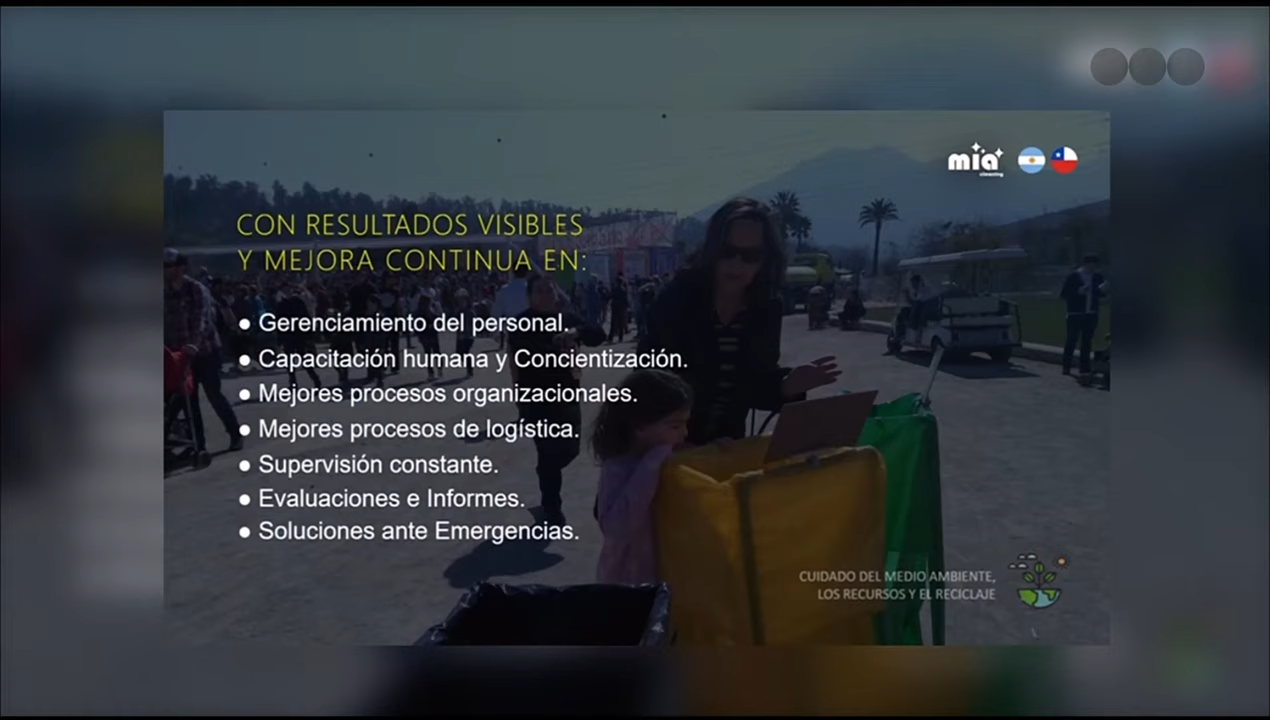 mia
cleaning
CON RESULTADOS VISIBLES
Y MEJORA CONTINUA EN:
● Gerenciamiento del personal.
● Capacitación humana y Concientización.
● Mejores procesos organizacionales.
● Mejores procesos de logística.
● Supervisión constante.
● Evaluaciones e Informes.
● Soluciones ante Emergencias.
CUIDADO DEL MEDIO AMBIENTE,
LOS RECURSOS Y EL RECICLAJE